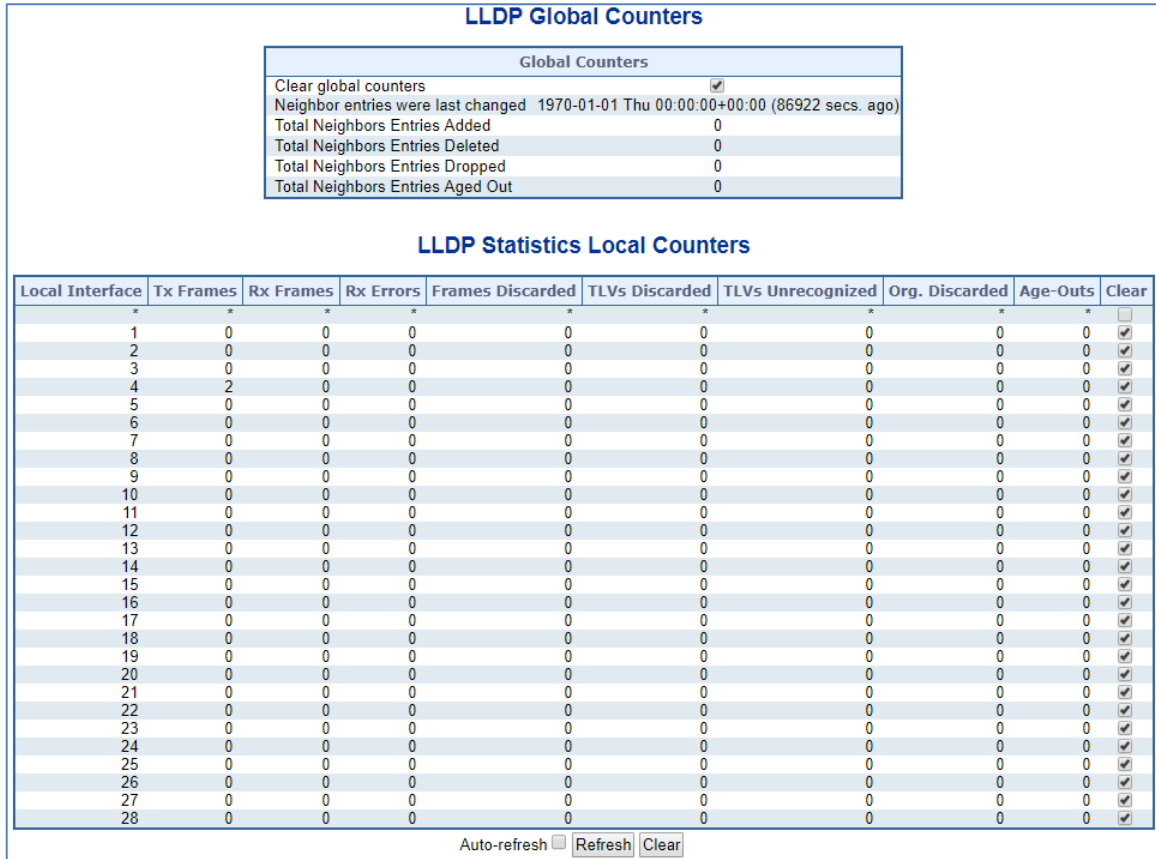 LLDP Global Counters
Global Counters
Clear global counters
Neighbor entries were last changed 1970-01-01 Thu 00:00:00+00:00 (86922 secs. ago)
Total Neighbors Entries Added 0
Total Neighbors Entries Deleted 0
Total Neighbors Entries Dropped 0
Total Neighbors Entries Aged Out 0
LLDP Statistics Local Counters
Local Interface Tx Frames Rx Frames Rx Errors Frames Discarded TLVs Discarded TLVs Unrecognized Org. Discarded Age-Outs Clear
* * * * * * * * *
1 0 0 0 0 0 0 0 0
2 0 0 0 0 0 0 0 0
3 0 0 0 0 0 0 0 0
4 2 0 0 0 0 0 0 0
5 0 0 0 0 0 0 0 0
6 0 0 0 0 0 0 0 0
7 0 0 0 0 0 0 0 0
8 0 0 0 0 0 0 0 0
9 0 0 0 0 0 0 0 0
10 0 0 0 0 0 0 0 0
11 0 0 0 0 0 0 0 0
12 0 0 0 0 0 0 0 0
13 0 0 0 0 0 0 0 0
14 0 0 0 0 0 0 0 0
15 0 0 0 0 0 0 0 0
16 0 0 0 0 0 0 0 0
17 0 0 0 0 0 0 0 0
18 0 0 0 0 0 0 0 0
19 0 0 0 0 0 0 0 0
20 0 0 0 0 0 0 0 0
21 0 0 0 0 0 0 0 0
22 0 0 0 0 0 0 0 0
23 0 0 0 0 0 0 0 0
24 0 0 0 0 0 0 0 0
25 0 0 0 0 0 0 0 0
26 0 0 0 0 0 0 0 0
27 0 0 0 0 0 0 0 0
28 0 0 0 0 0 0 0 0
Auto-refresh Refresh Clear